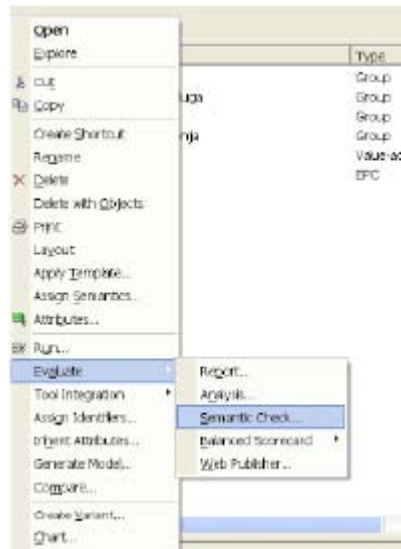 Open
Explore
Cut
Copy
Create Shortcut
Rename
Delete
Delete with Objects
Print
Layout
Apply Template...
Assign Semantics...
Attributes...
Run...
Evaluate
Tool Integration
Assign Identifiers...
Inherit Attributes...
Generate Model...
Compare...
Create Variant...
Chart...
Report...
Analysis...
Semantic Check...
Balanced Scorecard
Web Publisher...
Type
Group
uga Group
Group
nja Group
Value-ad
EPC